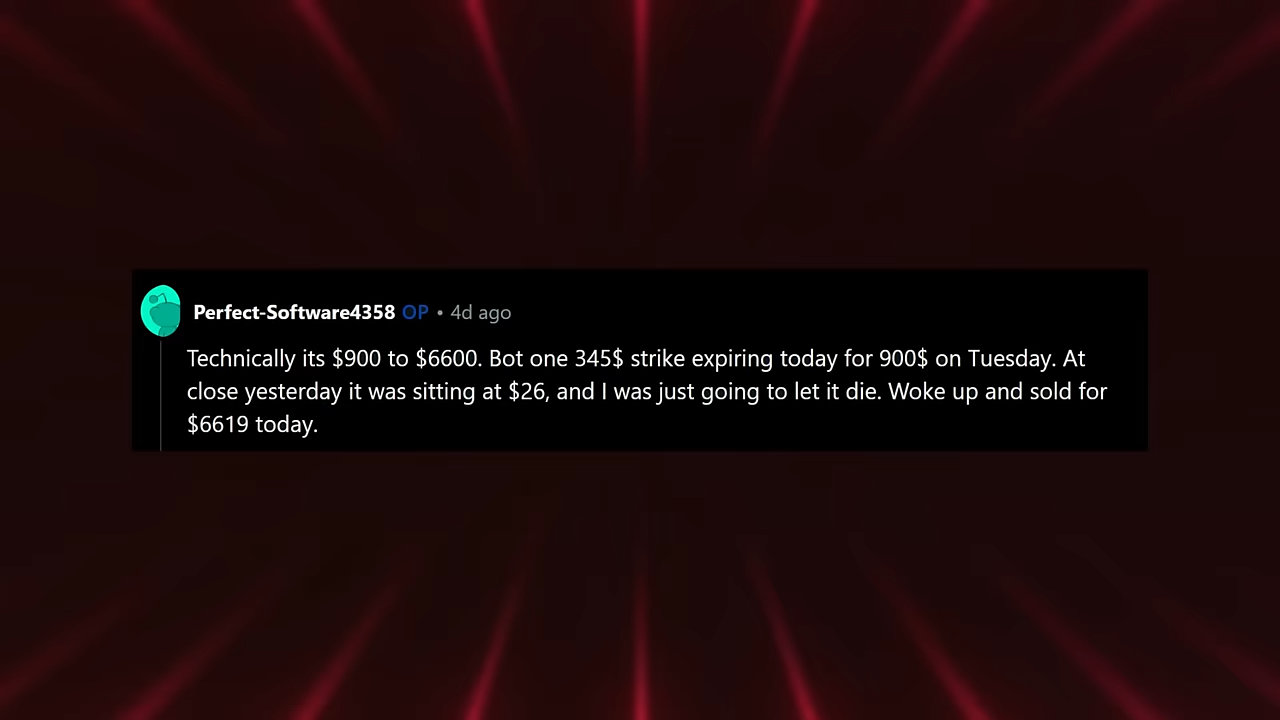 Perfect-Software4358 OP • 4d ago
Technically its $900 to $6600. Bot one 345$ strike expiring today for 900$ on Tuesday. At
close yesterday it was sitting at $26, and I was just going to let it die. Woke up and sold for
$6619 today.